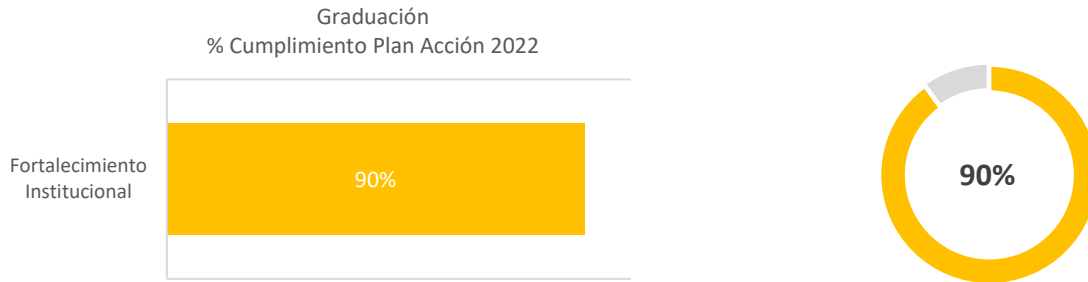 Graduación
% Cumplimiento Plan Acción 2022
Fortalecimiento
Institucional
90%
90%